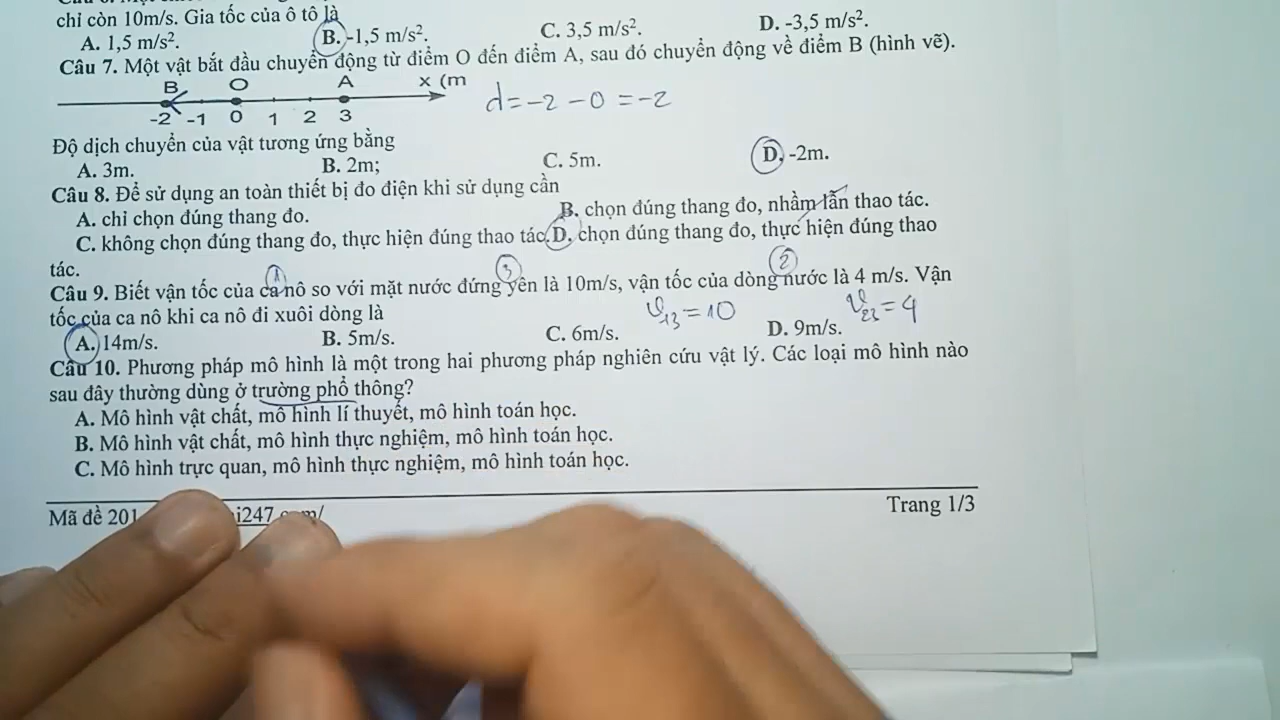 chỉ còn 10m/s. Gia tốc của ô tô là
A. 1,5 m/s². B. -1,5 m/s². C. 3,5 m/s². D. -3,5 m/s².
Câu 7. Một vật bắt đầu chuyển động từ điểm O đến điểm A, sau đó chuyển động về điểm B (hình vẽ).
B O A x (m
-2 -1 0 1 2 3
d = -2 - 0 = -2
Độ dịch chuyển của vật tương ứng bằng
A. 3m. B. 2m; C. 5m. D. -2m.
Câu 8. Để sử dụng an toàn thiết bị đo điện khi sử dụng cần
A. chỉ chọn đúng thang đo. B. chọn đúng thang đo, nhầm lẫn thao tác.
C. không chọn đúng thang đo, thực hiện đúng thao tác. D. chọn đúng thang đo, thực hiện đúng thao
tác.
1 3 2
Câu 9. Biết vận tốc của ca nô so với mặt nước đứng yên là 10m/s, vận tốc của dòng nước là 4 m/s. Vận
tốc của ca nô khi ca nô đi xuôi dòng là
v13 = 10 v23 = 4
A. 14m/s. B. 5m/s. C. 6m/s. D. 9m/s.
Câu 10. Phương pháp mô hình là một trong hai phương pháp nghiên cứu vật lý. Các loại mô hình nào
sau đây thường dùng ở trường phổ thông?
A. Mô hình vật chất, mô hình lí thuyết, mô hình toán học.
B. Mô hình vật chất, mô hình thực nghiệm, mô hình toán học.
C. Mô hình trực quan, mô hình thực nghiệm, mô hình toán học.
Mã đề 201 Trang 1/3